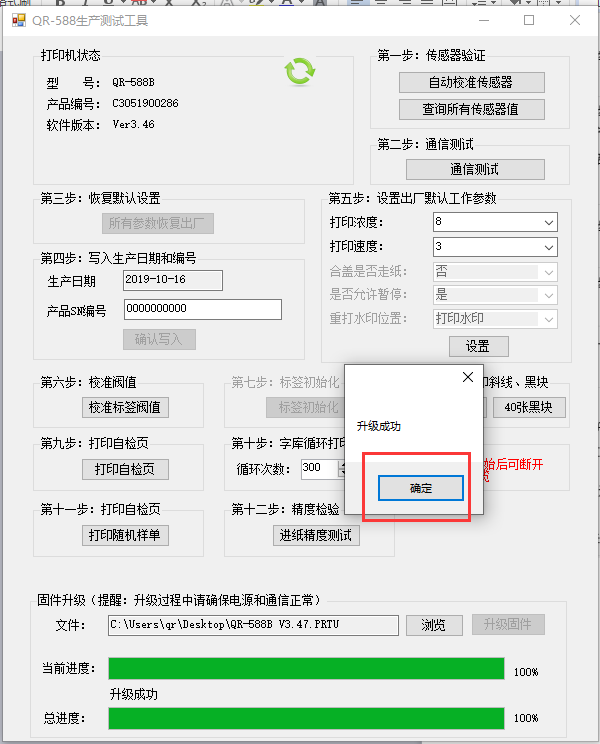 QR-588生产测试工具
打印机状态
型　　号： QR-588B
产品编号： C3051900286
软件版本： Ver3.46
第一步：传感器验证
自动校准传感器
查询所有传感器值
第二步：通信测试
通信测试
第三步：恢复默认设置
所有参数恢复出厂
第四步：写入生产日期和编号
生产日期 2019-10-16
产品SN编号 0000000000
确认写入
第五步：设置出厂默认工作参数
打印浓度： 8
打印速度： 3
合盖是否走纸： 否
是否允许暂停： 是
重打水印位置： 打印水印
设置
第六步：校准阀值
校准标签阀值
第七步：标签初始化
标签初始化
印斜线、黑块
40张黑块
升级成功
确定
第九步：打印自检页
打印自检页
第十步：字库循环打印
循环次数： 300
始后可断开
第十一步：打印自检页
打印随机样单
第十二步：精度检验
进纸精度测试
固件升级（提醒：升级过程中请确保电源和通信正常）
文件： C:\Users\qr\Desktop\QR-588B V3.47.PRTU 浏览 升级固件
当前进度： 100%
升级成功
总进度： 100%